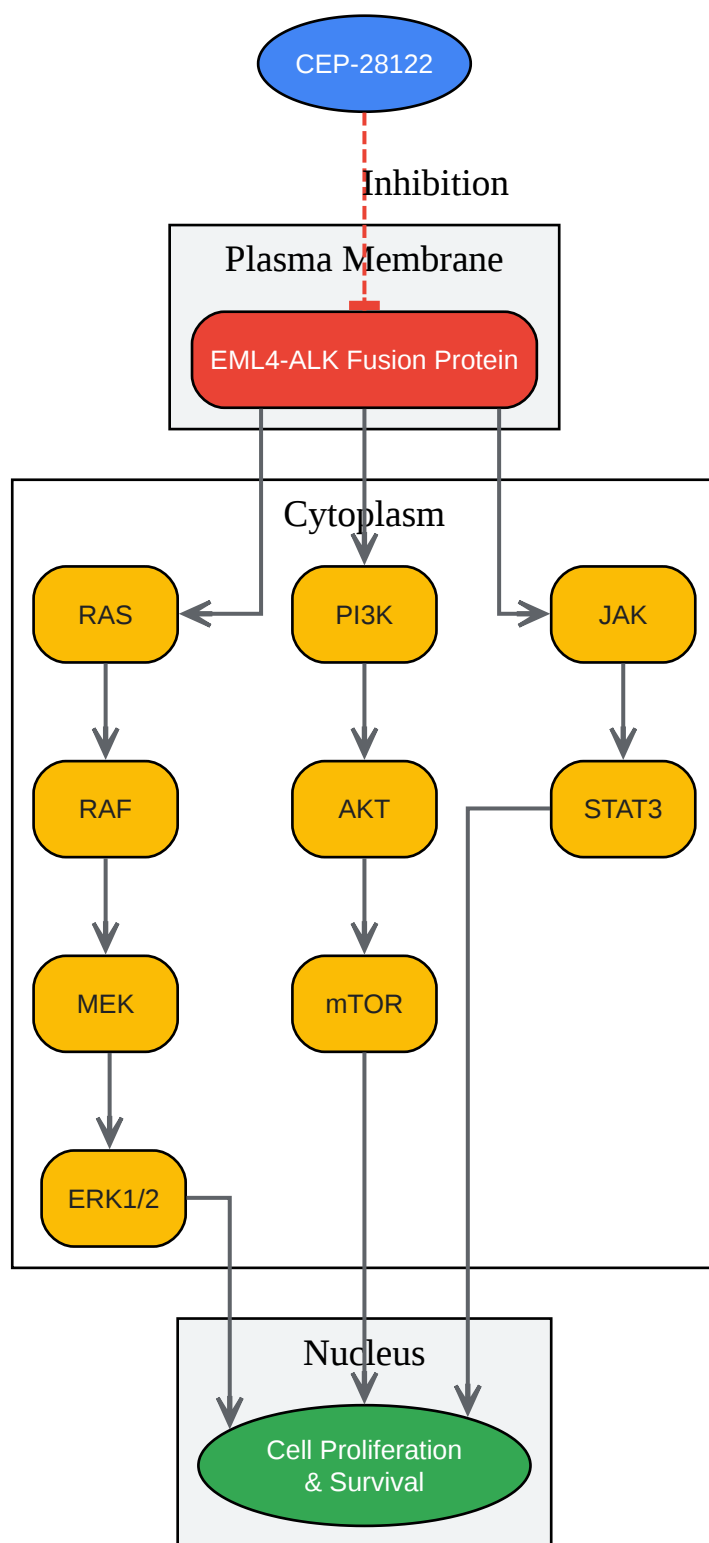 CEP-28122
Inhibition
Plasma Membrane
EML4-ALK Fusion Protein
Cytoplasm
RAS
PI3K
JAK
RAF
AKT
STAT3
MEK
mTOR
ERK1/2
Nucleus
Cell Proliferation
& Survival